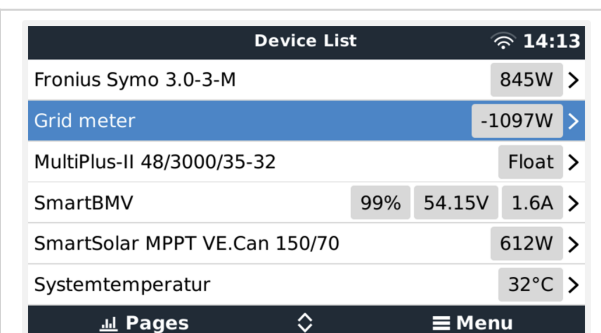 Device List 14:13
Fronius Symo 3.0-3-M 845W
Grid meter -1097W
MultiPlus-II 48/3000/35-32 Float
SmartBMV 99% 54.15V 1.6A
SmartSolar MPPT VE.Can 150/70 612W
Systemtemperatur 32°C
Pages Menu